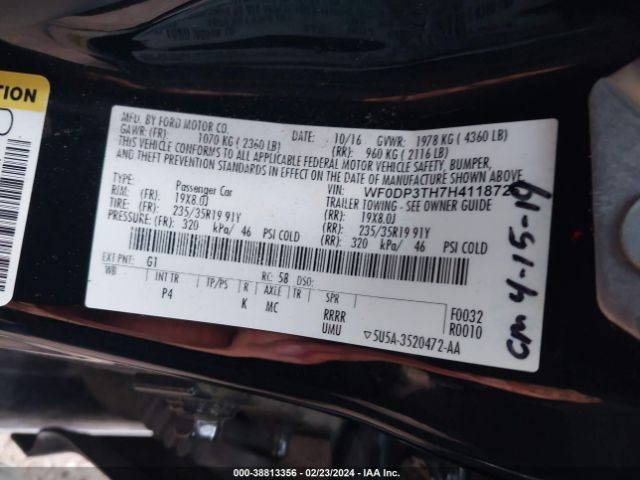 TION
MFD. BY FORD MOTOR CO.
DATE: 10/16 GVWR: 1978 KG ( 4360 LB)
GAWR: (FR): 1070 KG ( 2360 LB) (RR): 960 KG ( 2116 LB)
THIS VEHICLE CONFORMS TO ALL APPLICABLE FEDERAL MOTOR VEHICLE SAFETY, BUMPER,
AND THEFT PREVENTION STANDARDS IN EFFECT ON THE DATE OF MANUFACTURE SHOWN ABOVE.
VIN: WF0DP3TH7H4118729
TYPE: Passenger Car TRAILER TOWING - SEE OWNER GUIDE
RIM: (FR) 19X8.0J (RR) 19X8.0J
TIRE: (FR) 235/35R19 91Y (RR) 235/35R19 91Y
PRESSURE: (FR) 320 kPa/ 46 PSI COLD (RR) 320 kPa/ 46 PSI COLD
EXT PNT: G1 RC: 58 DSO:
WB INT TR TP/PS R AXLE TR SPR
P4 K MC RRRR F0032
UMU R0010
▽5U5A-3520472-AA
CM 4-15-19
000-38813356 - 02/23/2024 - IAA Inc.